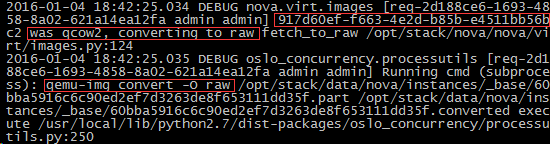 2016-01-04 18:42:25.034 DEBUG nova.virt.images [req-2d188ce6-1693-48
58-8a02-621a14ea12fa admin admin] 917d60ef-f663-4e2d-b85b-e4511bb56b
c2 was qcow2, converting to raw fetch_to_raw /opt/stack/nova/nova/vi
rt/images.py:124
2016-01-04 18:42:25.035 DEBUG oslo_concurrency.processutils [req-2d1
88ce6-1693-4858-8a02-621a14ea12fa admin admin] Running cmd (subproce
ss): qemu-img convert -O raw /opt/stack/data/nova/instances/_base/60
bba5916c6c90ed2ef7d3263de8f653111dd35f.part /opt/stack/data/nova/ins
tances/_base/60bba5916c6c90ed2ef7d3263de8f653111dd35f.converted exec
ute /usr/local/lib/python2.7/dist-packages/oslo_concurrency/processu
tils.py:250